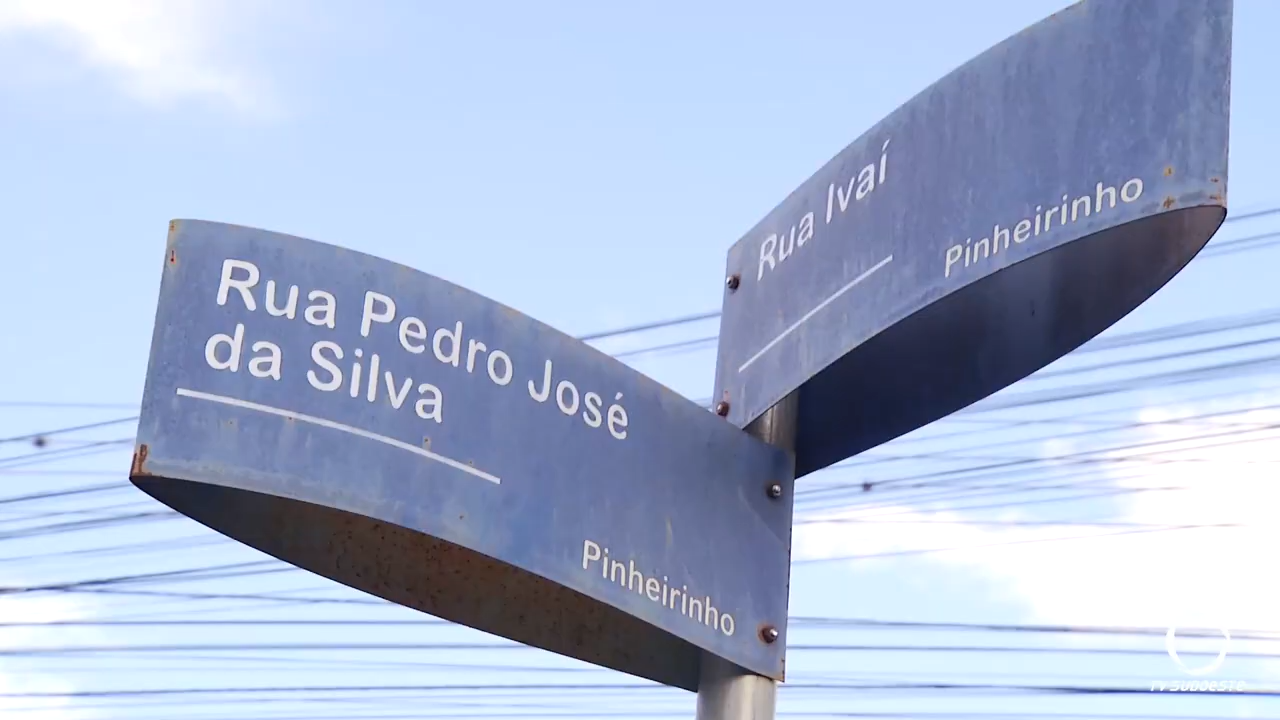 Rua Pedro José
da Silva
Pinheirinho
Rua Ivaí
Pinheirinho
TV SUDOESTE